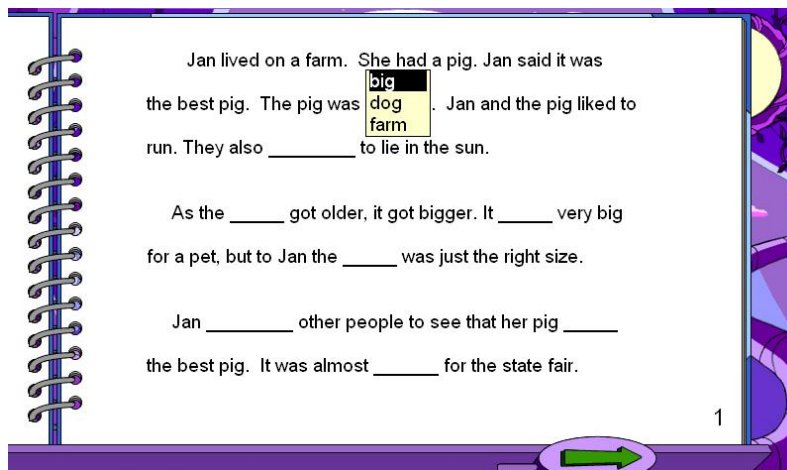 Jan lived on a farm. She had a pig. Jan said it was
the best pig. The pig was big . Jan and the pig liked to
dog
farm
run. They also _________ to lie in the sun.
As the _____ got older, it got bigger. It _____ very big
for a pet, but to Jan the _____ was just the right size.
Jan ________ other people to see that her pig _____
the best pig. It was almost ______ for the state fair.
1